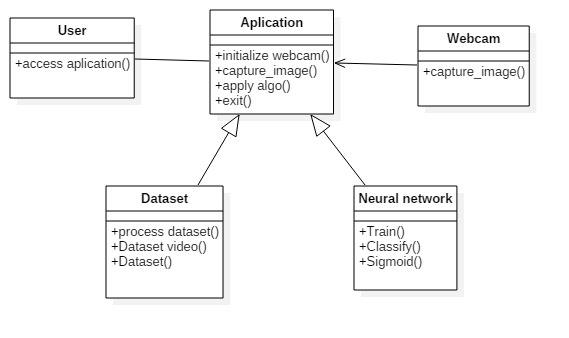 User
+access aplication()
Aplication
+initialize webcam()
+capture_image()
+apply algo()
+exit()
Webcam
+capture_image()
Dataset
+process dataset()
+Dataset video()
+Dataset()
Neural network
+Train()
+Classify()
+Sigmoid()